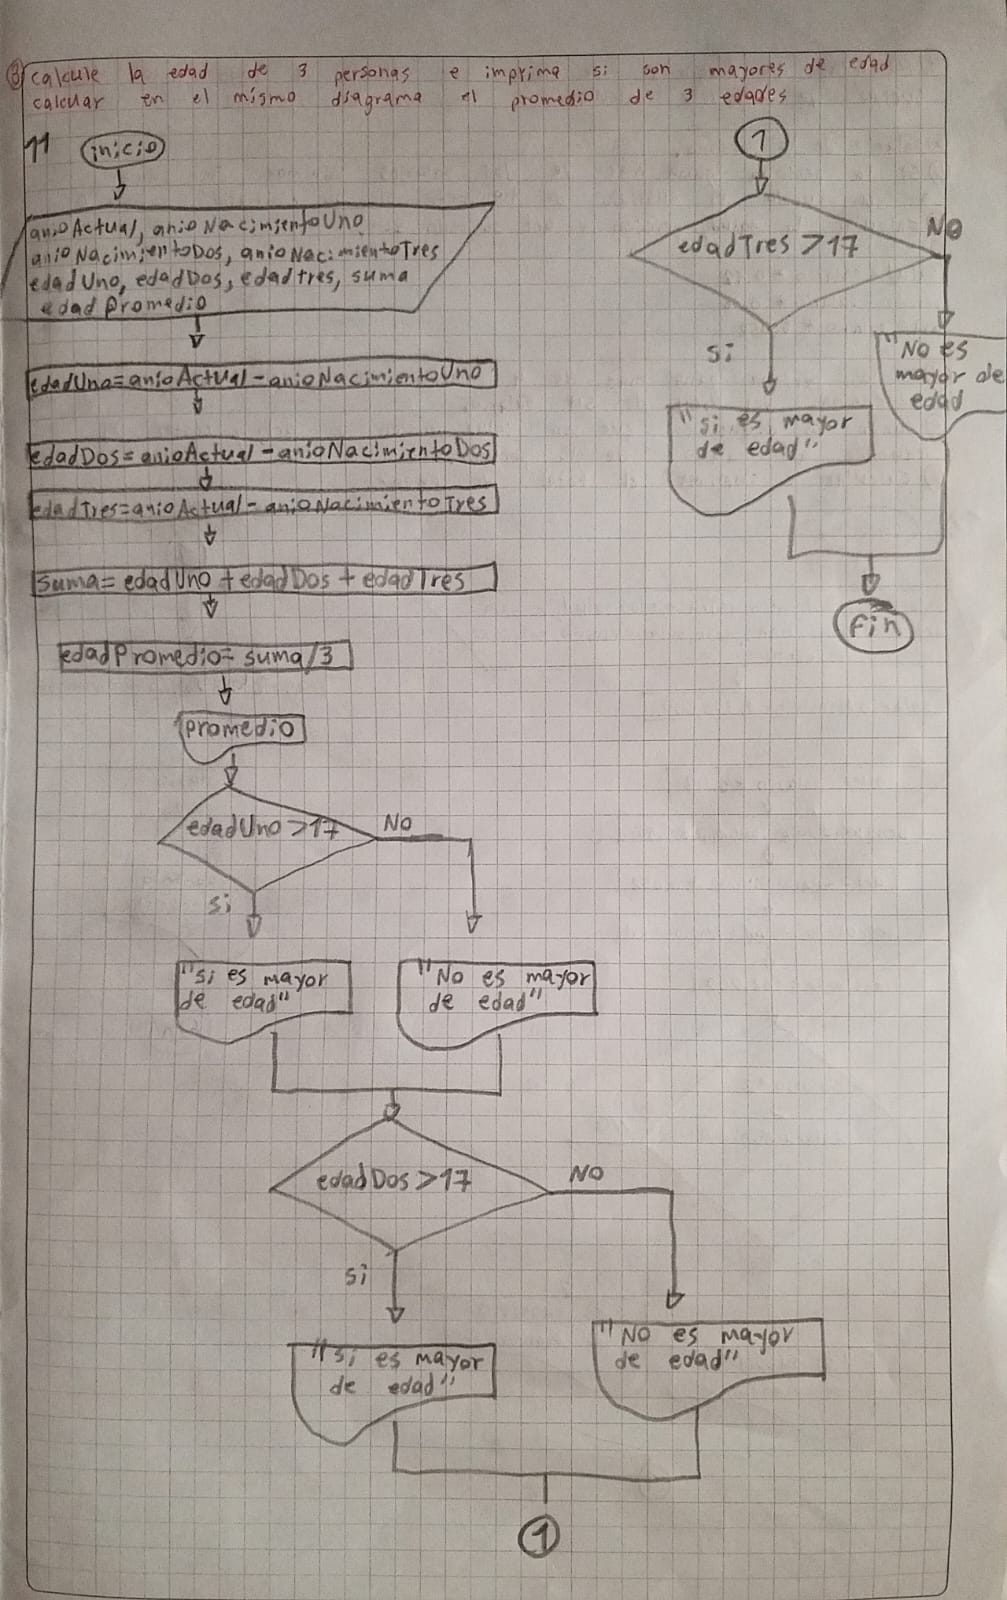 ⑧ calcule la edad de 3 personas e imprima si son mayores de edad
calcular en el mismo diagrama el promedio de 3 edades
11
inicio
anioActual, anioNacimientoUno
anioNacimientoDos, anioNacimientoTres
edadUno, edadDos, edadtres, suma
edadPromedio
edadUno=anioActual-anioNacimientoUno
edadDos=anioActual-anioNacimientoDos
edadTres=anioActual-anioNacimientoTres
suma=edadUno+edadDos+edadTres
edadPromedio=suma/3
promedio
edadUno>17
NO
si
"si es mayor
de edad"
"No es mayor
de edad"
edadDos>17
NO
si
"si es mayor
de edad"
"NO es mayor
de edad"
1
1
edadTres>17
NO
si
"si es mayor
de edad"
"NO es
mayor de
edad
Fin